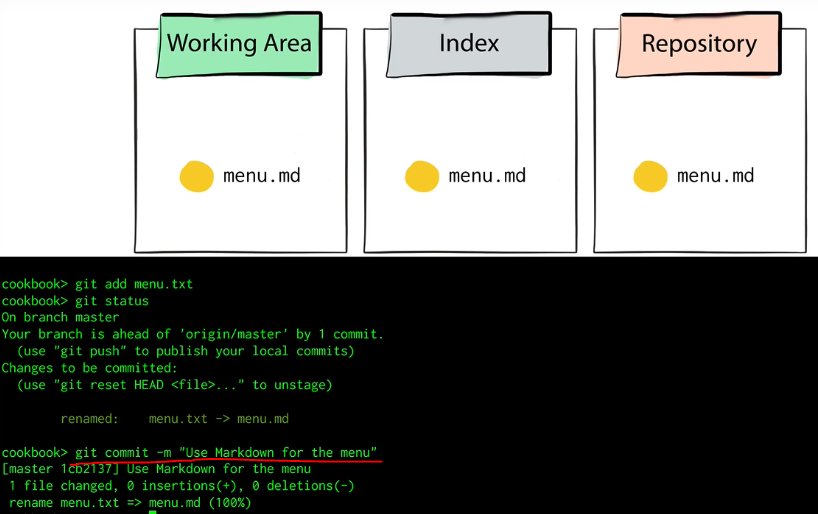 Working Area
Index
Repository
menu.md
menu.md
menu.md
cookbook> git add menu.txt
cookbook> git status
On branch master
Your branch is ahead of 'origin/master' by 1 commit.
  (use "git push" to publish your local commits)
Changes to be committed:
  (use "git reset HEAD <file>..." to unstage)
        renamed:    menu.txt -> menu.md
cookbook> git commit -m "Use Markdown for the menu"
[master 1cb2137] Use Markdown for the menu
 1 file changed, 0 insertions(+), 0 deletions(-)
 rename menu.txt => menu.md (100%)